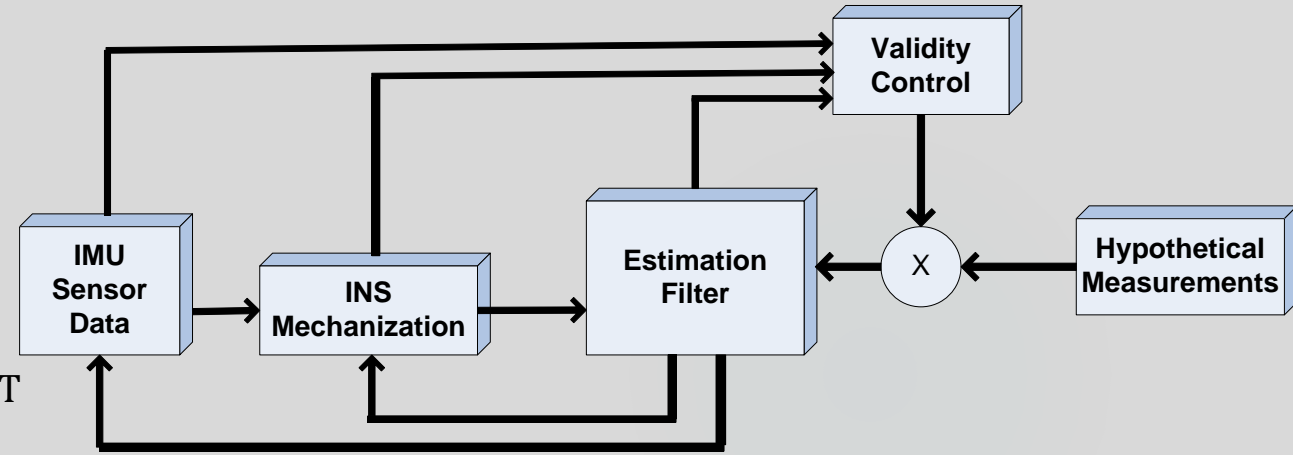 Validity
Control
IMU
Sensor
Data
INS
Mechanization
Estimation
Filter
X
Hypothetical
Measurements
T